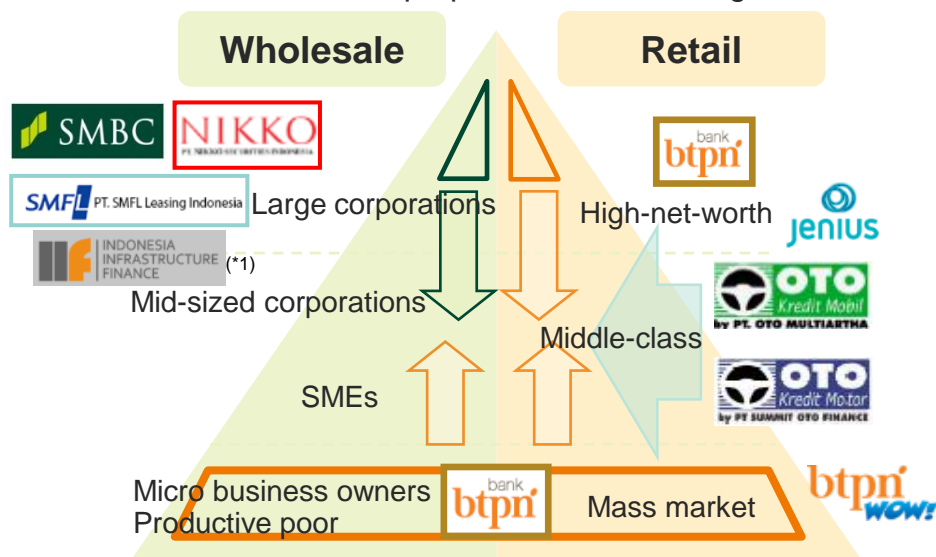 Wholesale
Retail
SMBC
NIKKO
PT. NIKKO SECURITIES INDONESIA
bank
btpn
SMFL PT. SMFL Leasing Indonesia
Large corporations
High-net-worth
jenius
INDONESIA
INFRASTRUCTURE
FINANCE
(*1)
Mid-sized corporations
OTO
Kredit Mobil
by PT. OTO MULTIARTHA
Middle-class
SMEs
OTO
Kredit Motor
by PT SUMMIT OTO FINANCE
Micro business owners
Productive poor
bank
btpn
Mass market
btpn
WOW!